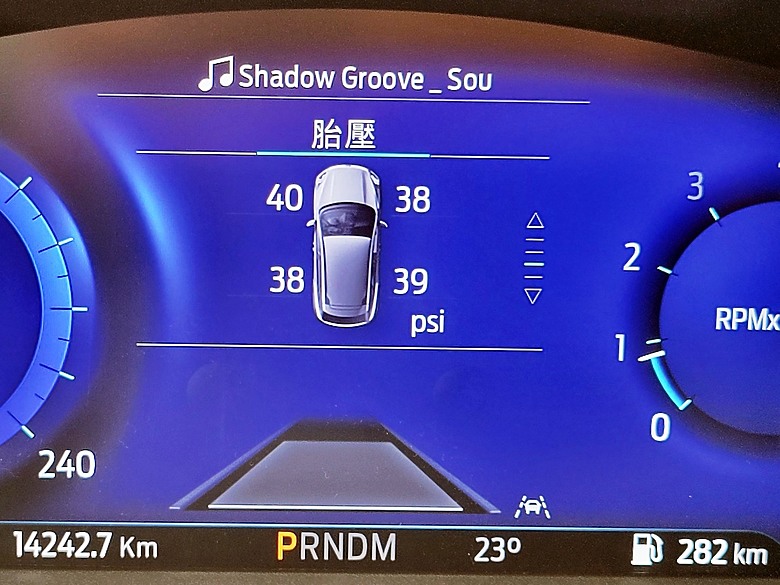 Shadow Groove _ Sou
胎壓
40 38
38 39
psi
3
2
1
0
RPMx
240
14242.7 Km PRNDM 23º 282 km